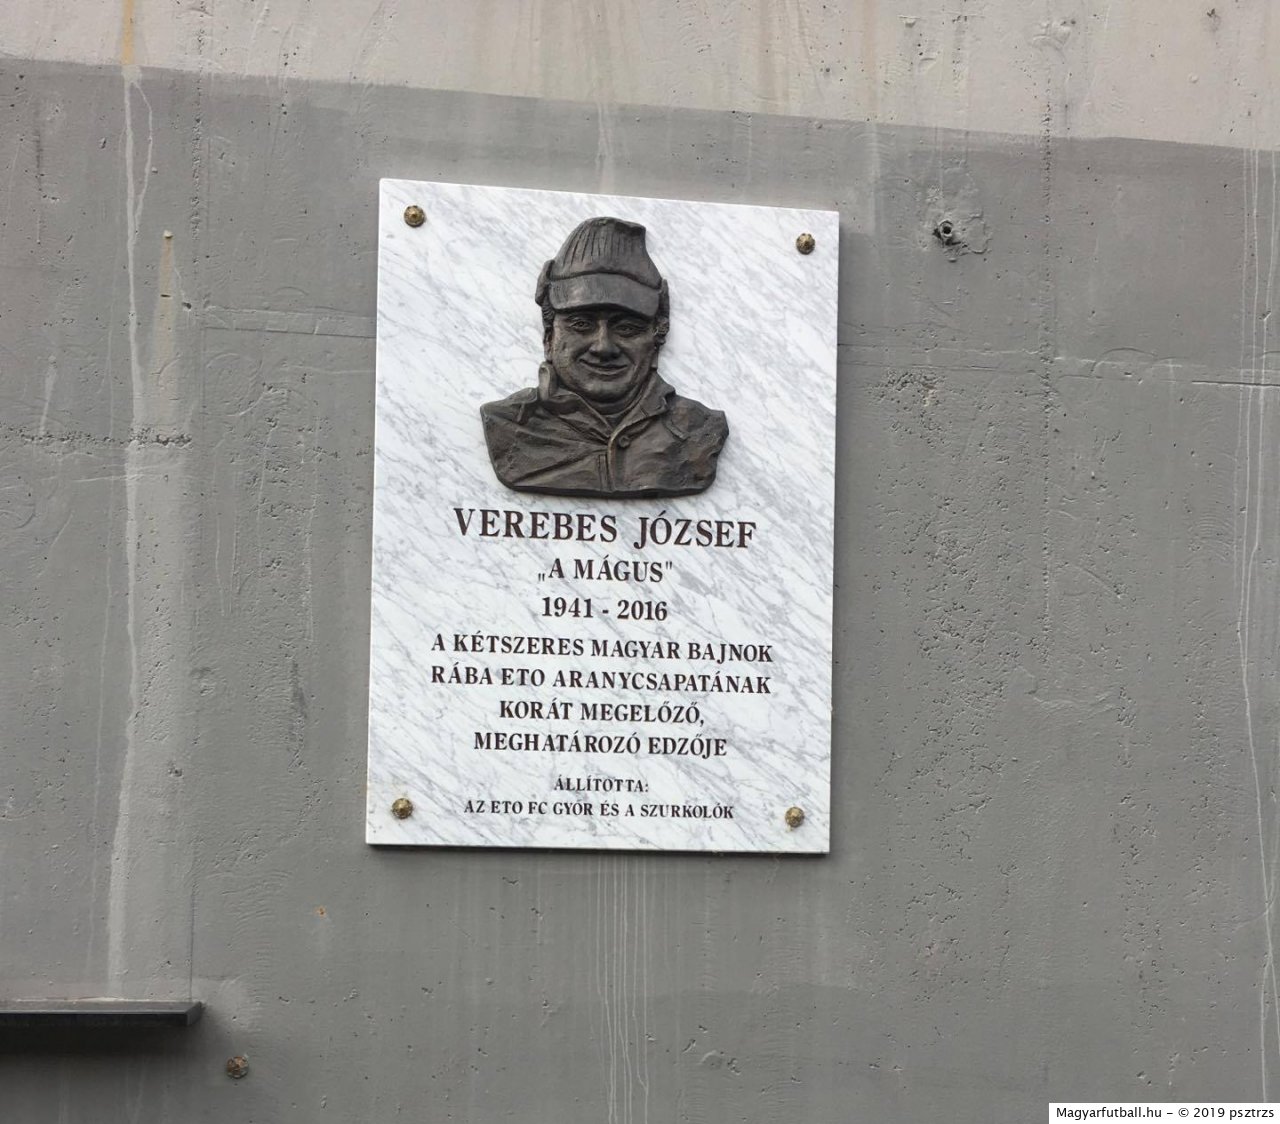 VEREBES JÓZSEF
„A MÁGUS"
1941 - 2016
A KÉTSZERES MAGYAR BAJNOK
RÁBA ETO ARANYCSAPATÁNAK
KORÁT MEGELŐZŐ,
MEGHATÁROZÓ EDZŐJE
ÁLLÍTOTTA:
AZ ETO FC GYŐR ÉS A SZURKOLÓK
Magyarfutball.hu - © 2019 psztrzs